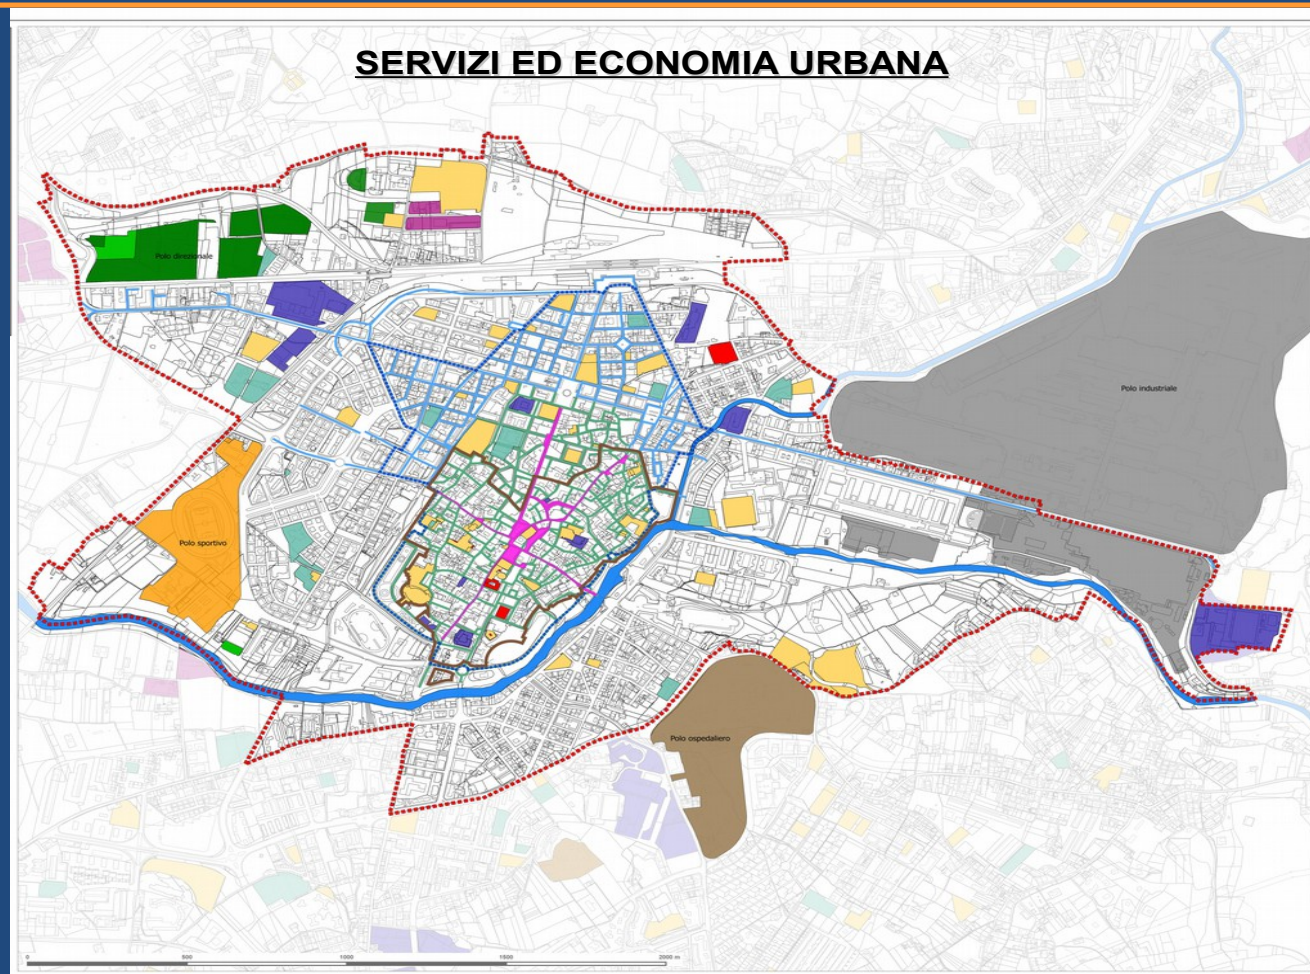 SERVIZI ED ECONOMIA URBANA
Polo direzionale
Polo industriale
Polo sportivo
Polo ospedaliero
0 500 1000 1500 2000 m